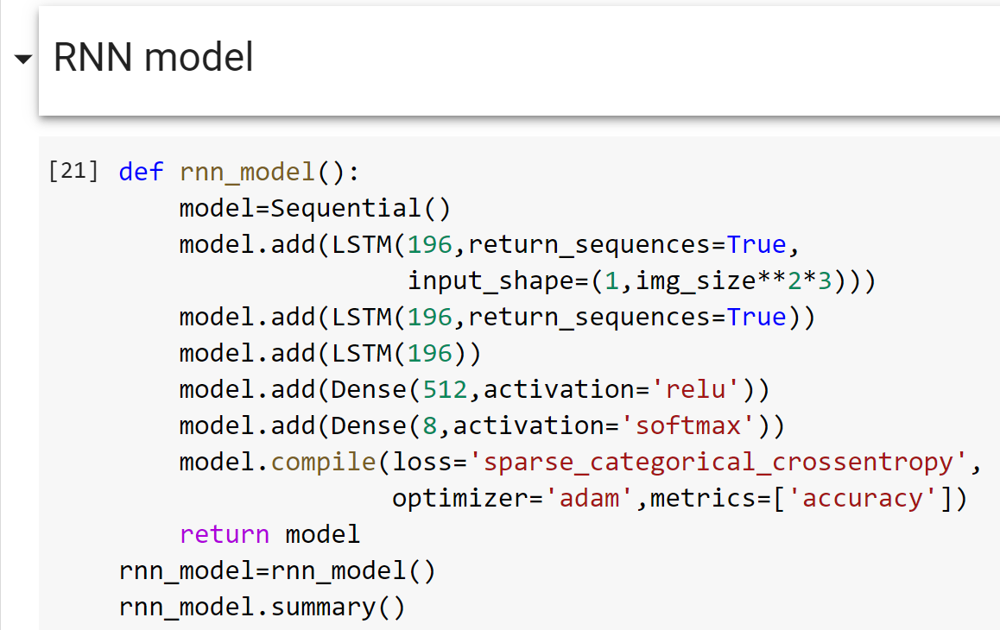 RNN model
[21] def rnn_model():
    model=Sequential()
    model.add(LSTM(196,return_sequences=True,
                   input_shape=(1,img_size**2*3)))
    model.add(LSTM(196,return_sequences=True))
    model.add(LSTM(196))
    model.add(Dense(512,activation='relu'))
    model.add(Dense(8,activation='softmax'))
    model.compile(loss='sparse_categorical_crossentropy',
                  optimizer='adam',metrics=['accuracy'])
    return model
rnn_model=rnn_model()
rnn_model.summary()